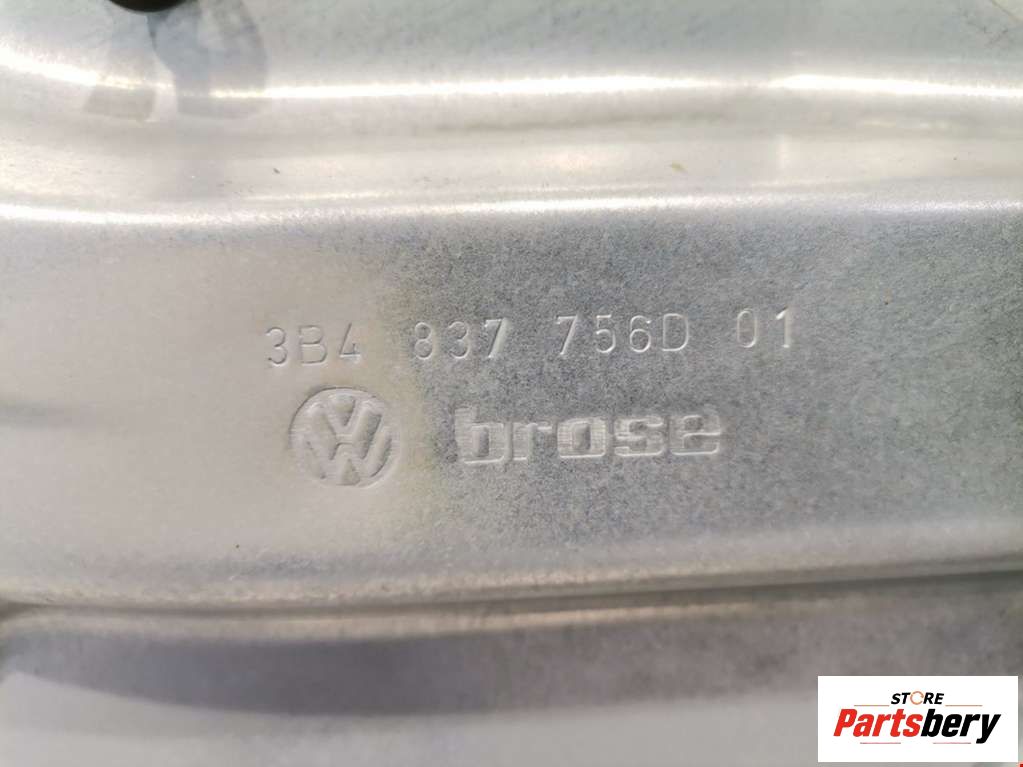 3B4 837 756D 01
VW brose
STORE
Partsbery